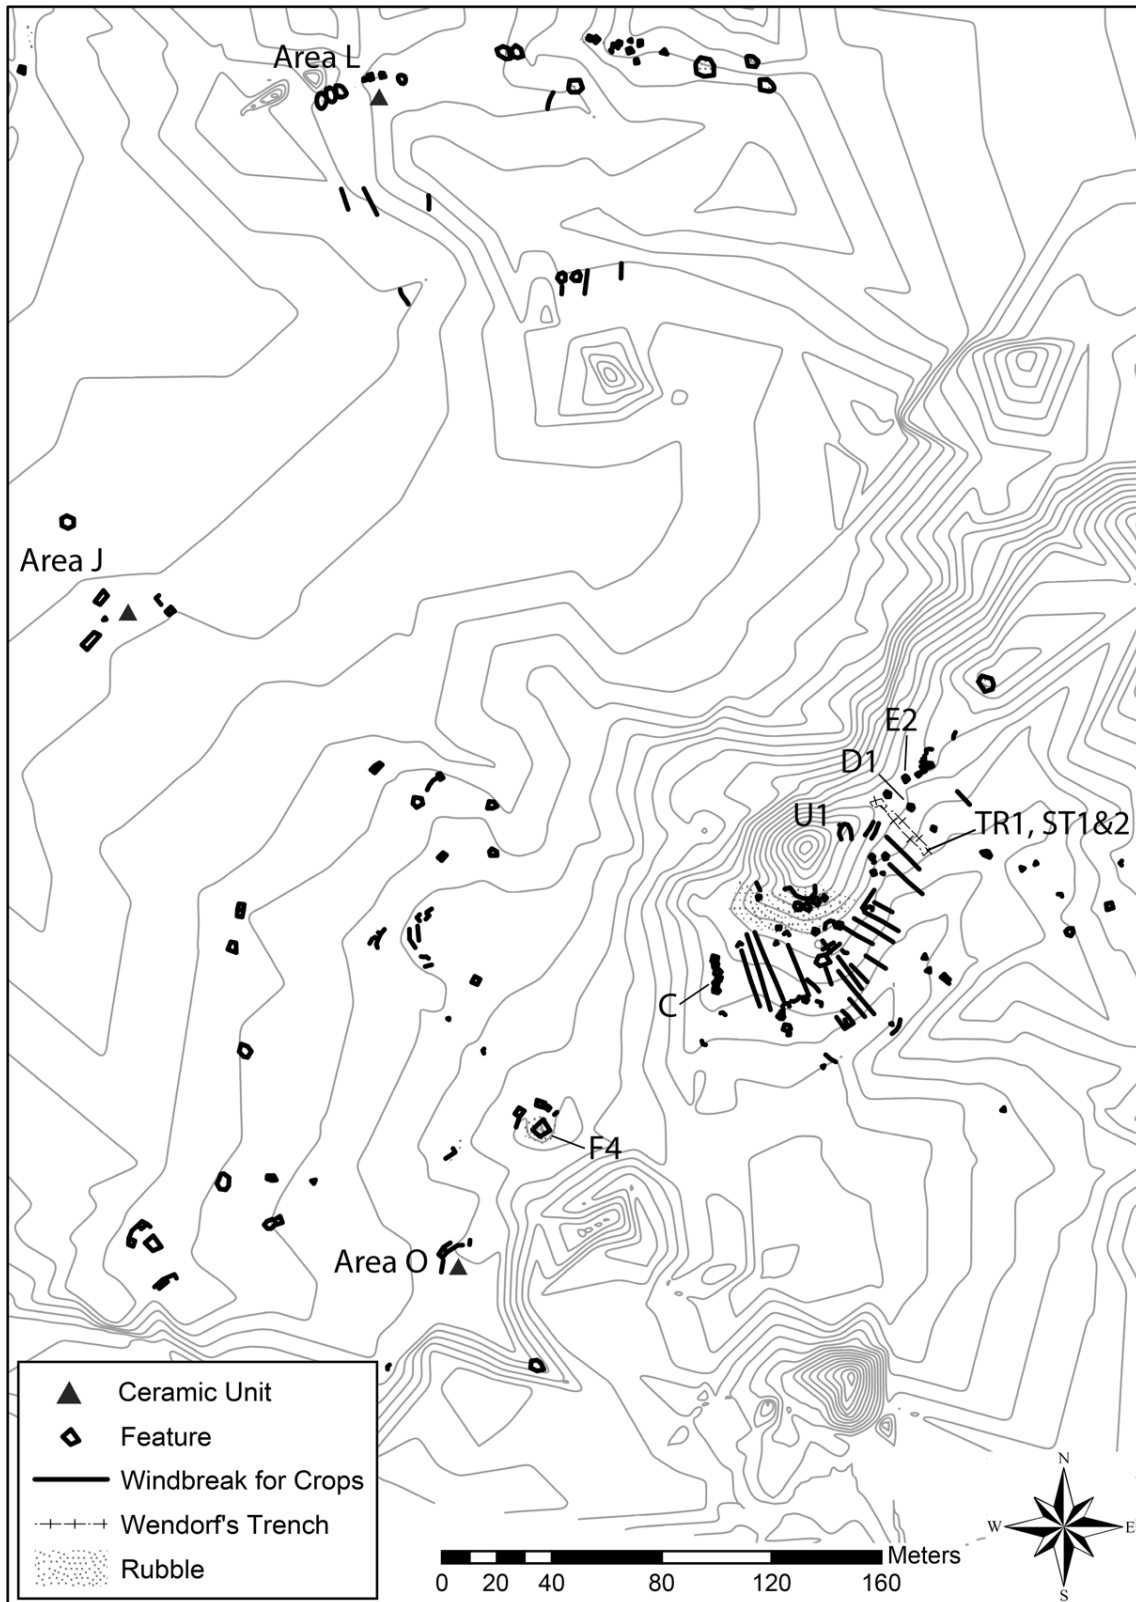 Area L
Area J
E2
D1
U1
TR1, ST1&2
C
F4
Area O
Ceramic Unit
Feature
Windbreak for Crops
Wendorf's Trench
Rubble
N
W E
S
Meters
0 20 40 80 120 160